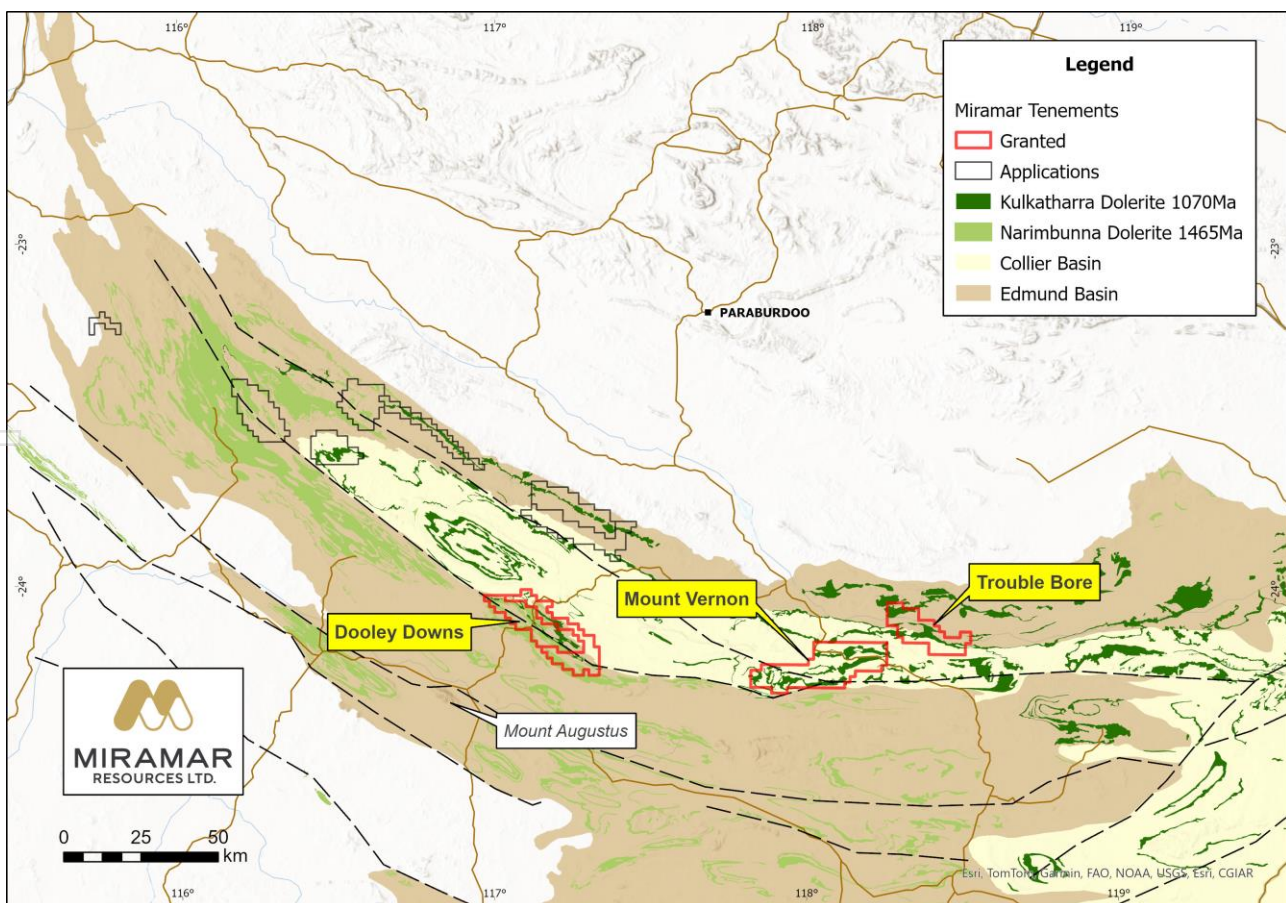 116°
117°
118°
119°
Legend
Miramar Tenements
Granted
Applications
Kulkatharra Dolerite 1070Ma
Narimbunna Dolerite 1465Ma
Collier Basin
Edmund Basin
-23°
-23°
PARABURDOO
-24°
-24°
Trouble Bore
Mount Vernon
Dooley Downs
Mount Augustus
MIRAMAR
RESOURCES LTD.
0 25 50
km
Esri, TomTom, Garmin, FAO, NOAA, USGS, Esri, CGIAR
116°
117°
118°
119°